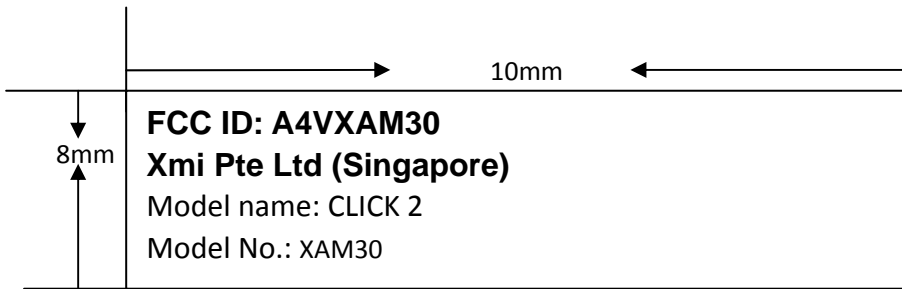 10mm
8mm
FCC ID: A4VXAM30
Xmi Pte Ltd (Singapore)
Model name: CLICK 2
Model No.: XAM30